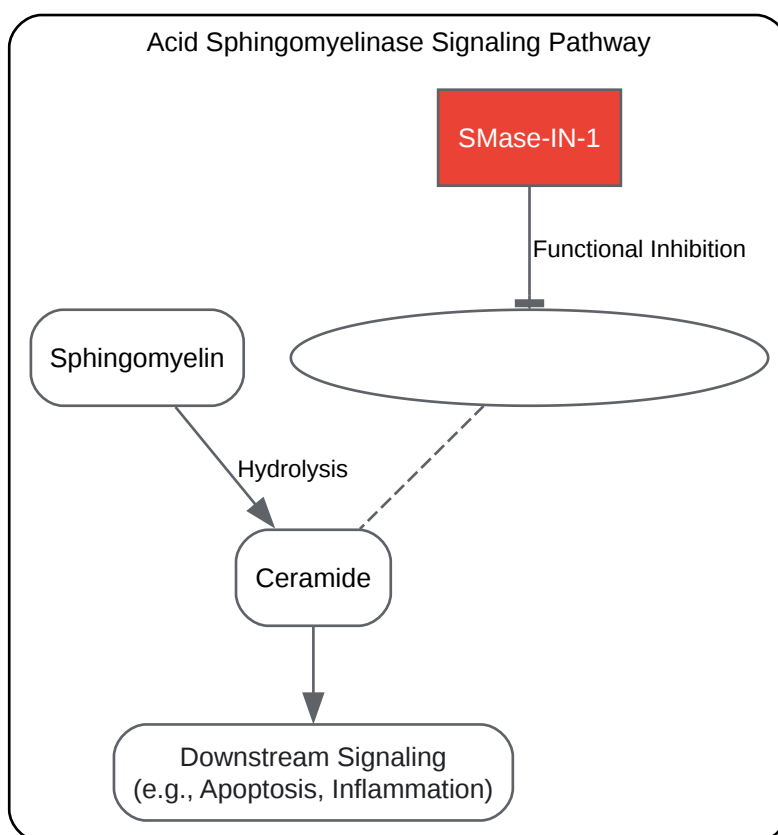 Acid Sphingomyelinase Signaling Pathway
SMase-IN-1
Functional Inhibition
Sphingomyelin
Hydrolysis
Ceramide
Downstream Signaling
(e.g., Apoptosis, Inflammation)